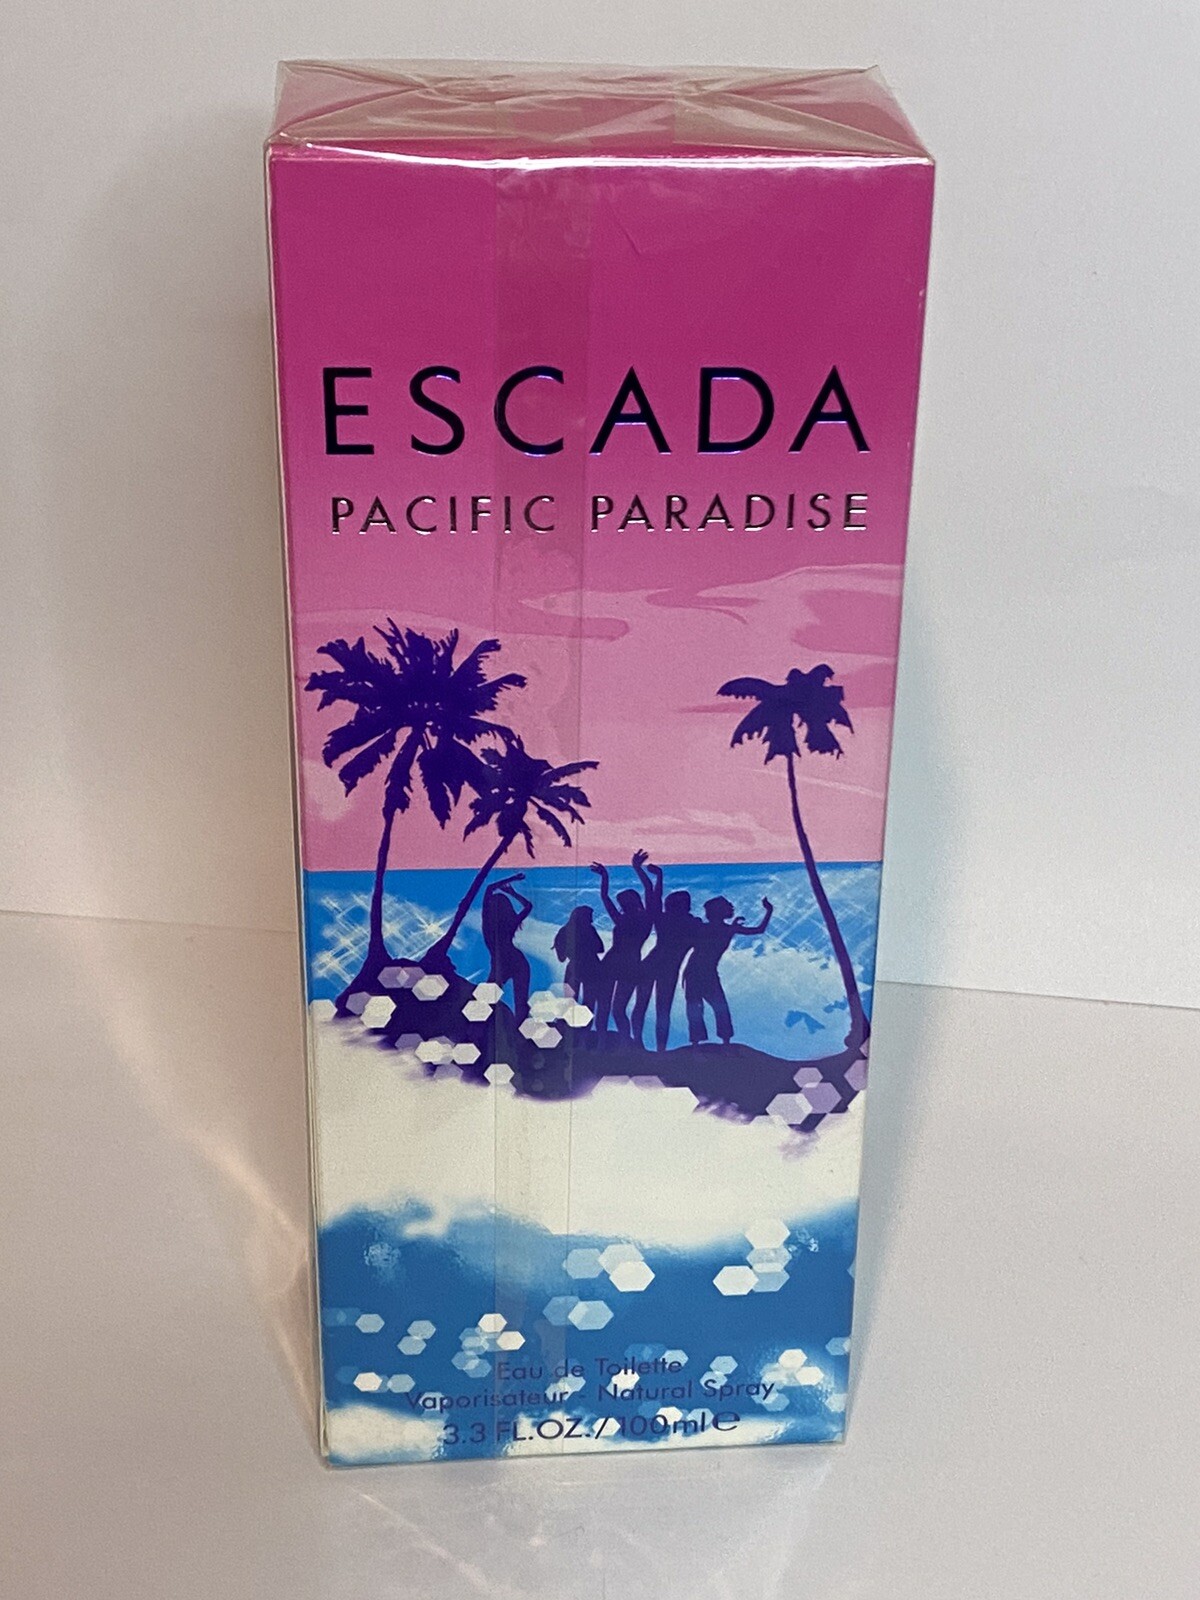 ESCADA
PACIFIC PARADISE
Eau de Toilette
Vaporisateur - Natural Spray
3.3 FL.OZ./100ml℮